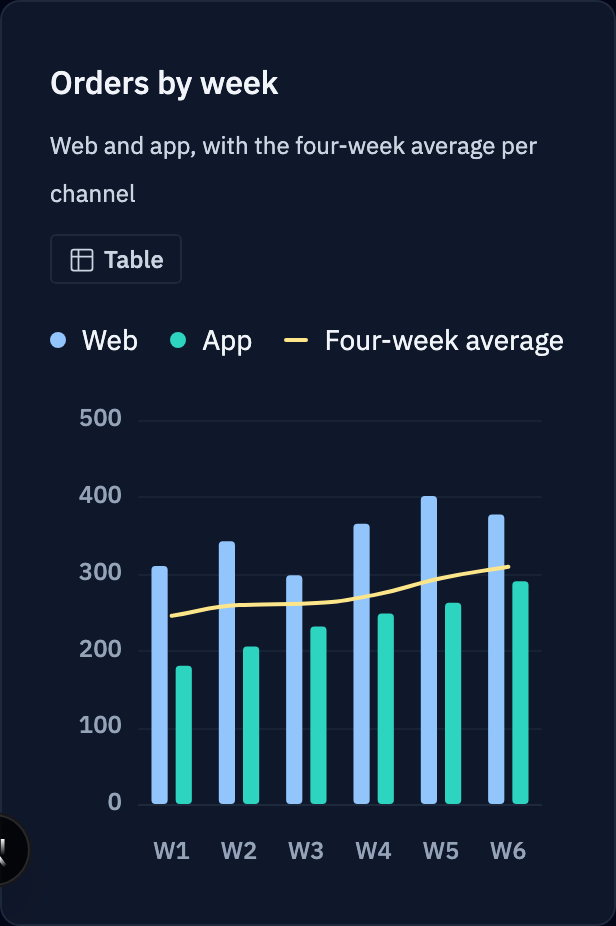 Orders by week
Web and app, with the four-week average per
channel
Table
Web App Four-week average
500
400
300
200
100
0
W1 W2 W3 W4 W5 W6